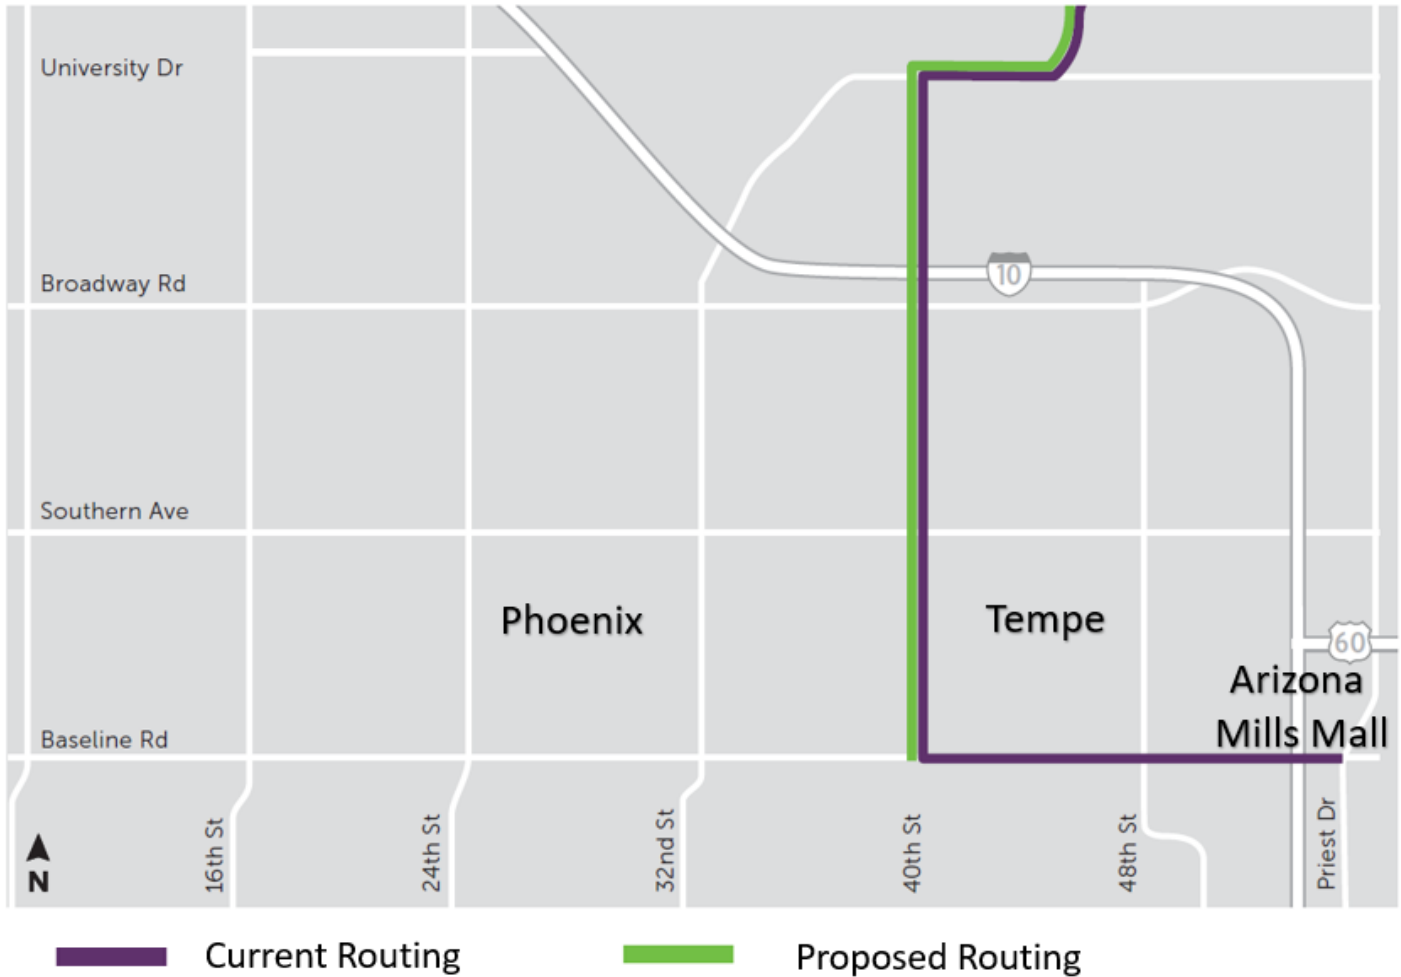 University Dr
Broadway Rd
10
Southern Ave
Phoenix
Tempe
60
Arizona
Mills Mall
Baseline Rd
16th St
24th St
32nd St
40th St
48th St
Priest Dr
N
Current Routing
Proposed Routing